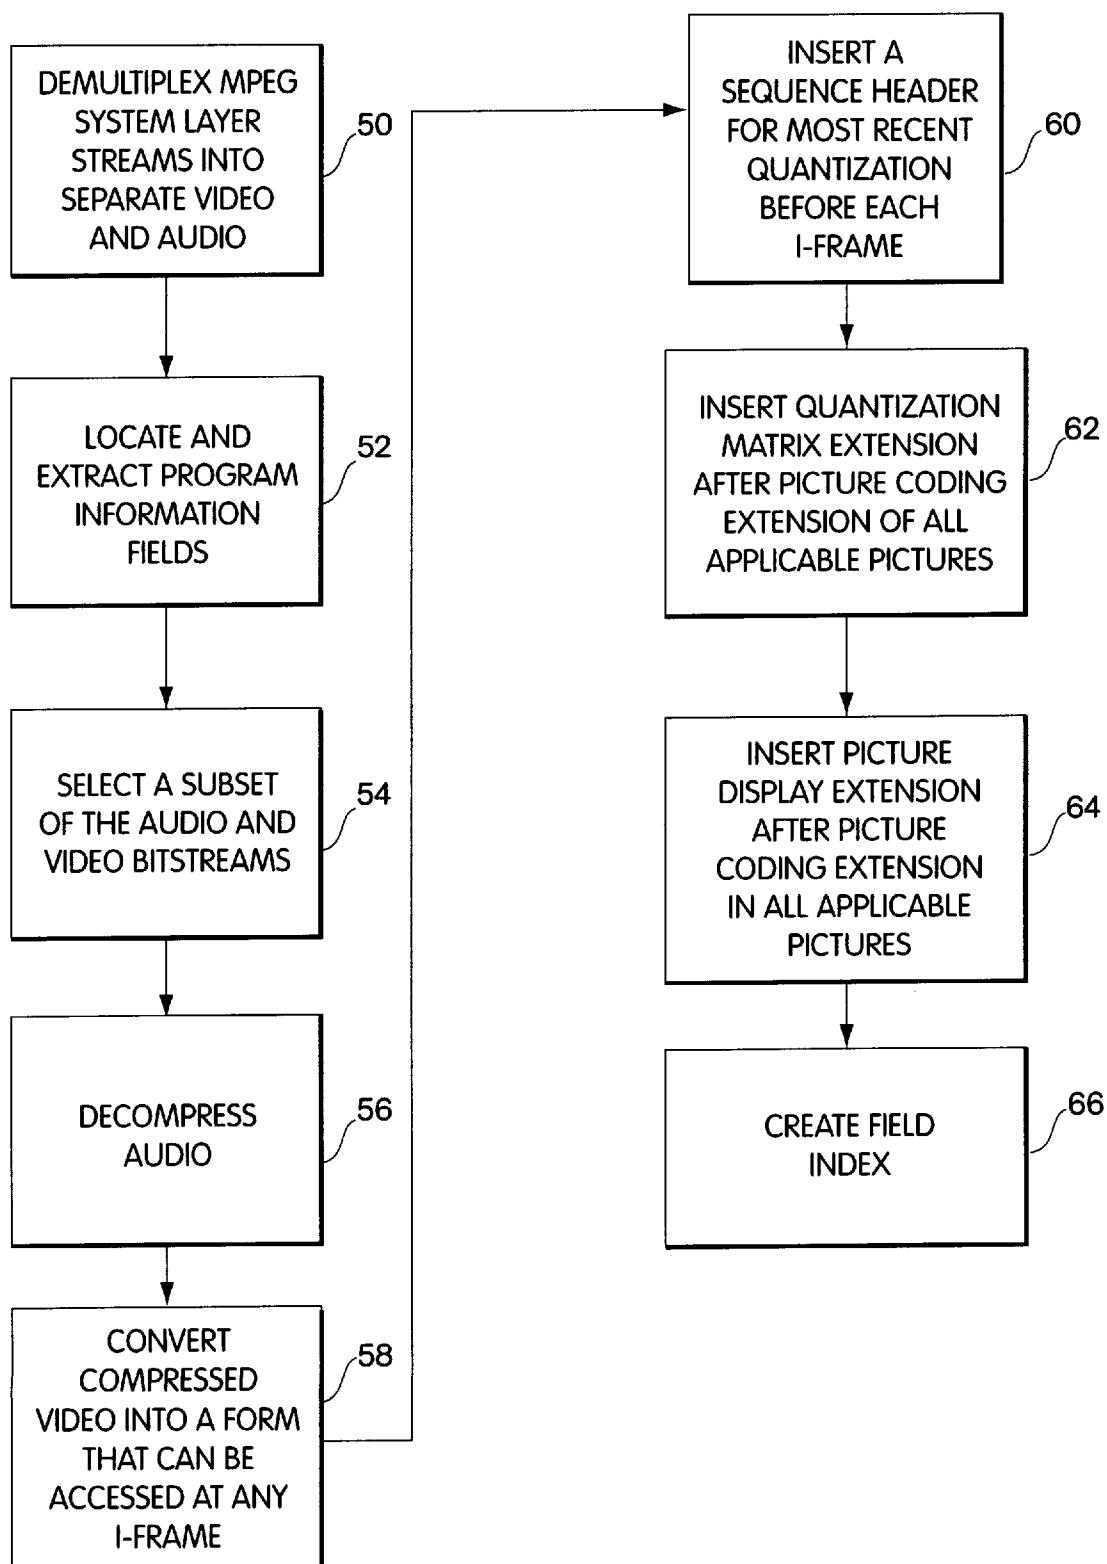 DEMULTIPLEX MPEG
SYSTEM LAYER
STREAMS INTO
SEPARATE VIDEO
AND AUDIO
50
LOCATE AND
EXTRACT PROGRAM
INFORMATION
FIELDS
52
SELECT A SUBSET
OF THE AUDIO AND
VIDEO BITSTREAMS
54
DECOMPRESS
AUDIO
56
CONVERT
COMPRESSED
VIDEO INTO A FORM
THAT CAN BE
ACCESSED AT ANY
I-FRAME
58
INSERT A
SEQUENCE HEADER
FOR MOST RECENT
QUANTIZATION
BEFORE EACH
I-FRAME
60
INSERT QUANTIZATION
MATRIX EXTENSION
AFTER PICTURE CODING
EXTENSION OF ALL
APPLICABLE PICTURES
62
INSERT PICTURE
DISPLAY EXTENSION
AFTER PICTURE
CODING EXTENSION
IN ALL APPLICABLE
PICTURES
64
CREATE FIELD
INDEX
66